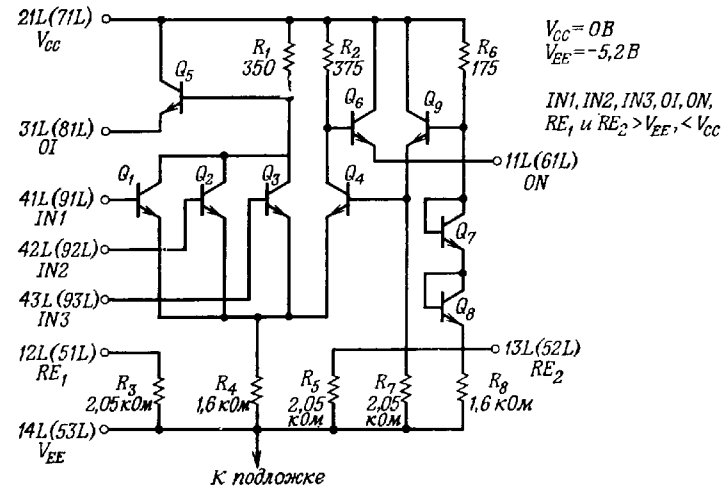 21L(71L)
V_CC
31L(81L)
OI
41L(91L)
IN1
42L(92L)
IN2
43L(93L)
IN3
12L(51L)
RE₁
14L(53L)
V_EE
R₁
350
R₂
375
R₆
175
Q₅
Q₆
Q₉
Q₁
Q₂
Q₃
Q₄
Q₇
Q₈
11L(61L)
ON
13L(52L)
RE₂
R₃
2,05 кОм
R₄
1,6 кОм
R₅
2,05
кОм
R₇
2,05
кОм
R₈
1,6 кОм
К подложке
V_CC = 0В
V_EE = -5,2В
IN1, IN2, IN3, OI, ON,
RE₁ и RE₂ > V_EE, < V_CC